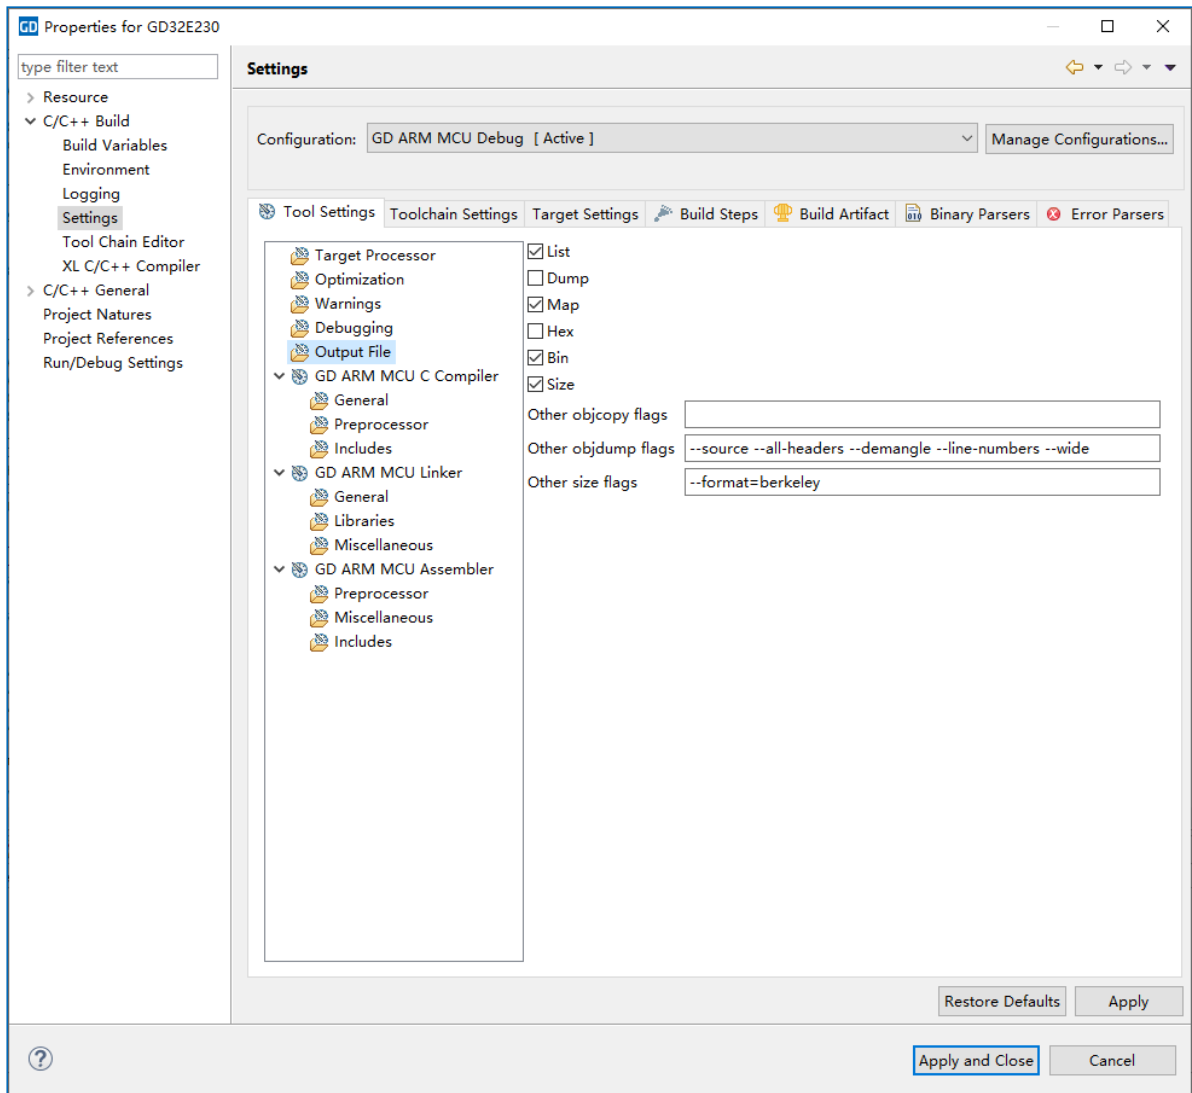 GD Properties for GD32E230
type filter text
Resource
C/C++ Build
Build Variables
Environment
Logging
Settings
Tool Chain Editor
XL C/C++ Compiler
C/C++ General
Project Natures
Project References
Run/Debug Settings
Settings
Configuration: GD ARM MCU Debug [ Active ] Manage Configurations...
Tool Settings Toolchain Settings Target Settings Build Steps Build Artifact Binary Parsers Error Parsers
Target Processor
Optimization
Warnings
Debugging
Output File
GD ARM MCU C Compiler
General
Preprocessor
Includes
GD ARM MCU Linker
General
Libraries
Miscellaneous
GD ARM MCU Assembler
Preprocessor
Miscellaneous
Includes
List
Dump
Map
Hex
Bin
Size
Other objcopy flags
Other objdump flags --source --all-headers --demangle --line-numbers --wide
Other size flags --format=berkeley
Restore Defaults Apply
? Apply and Close Cancel